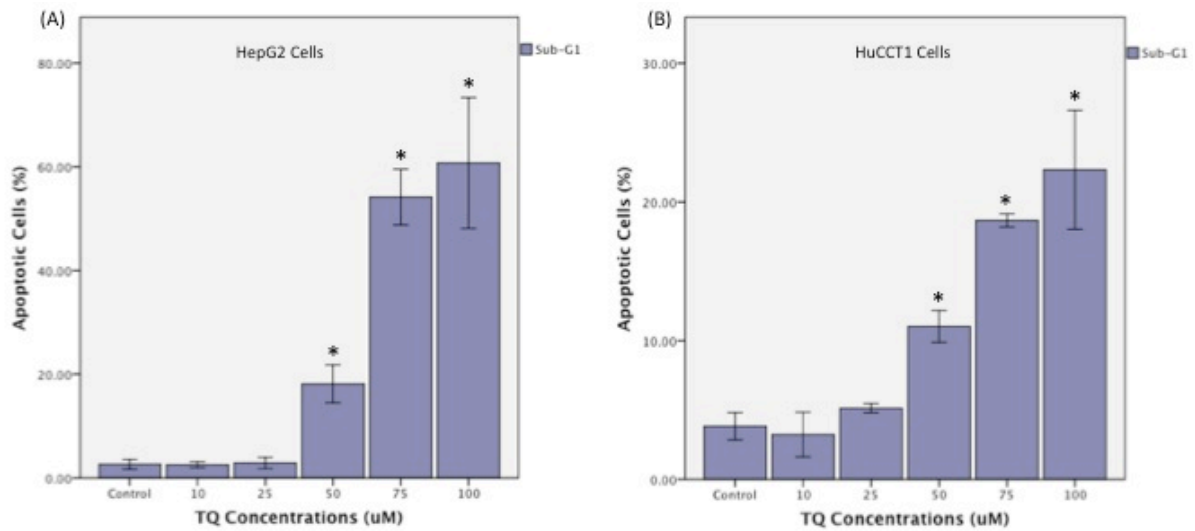 (A)
HepG2 Cells
Sub-G1
80.00
*
*
60.00
40.00
*
20.00
0.00
Apoptotic Cells (%)
Control 10 25 50 75 100
TQ Concentrations (uM)
(B)
HuCCT1 Cells
Sub-G1
30.00
*
*
20.00
*
10.00
0.00
Apoptotic Cells (%)
Control 10 25 50 75 100
TQ Concentrations (uM)